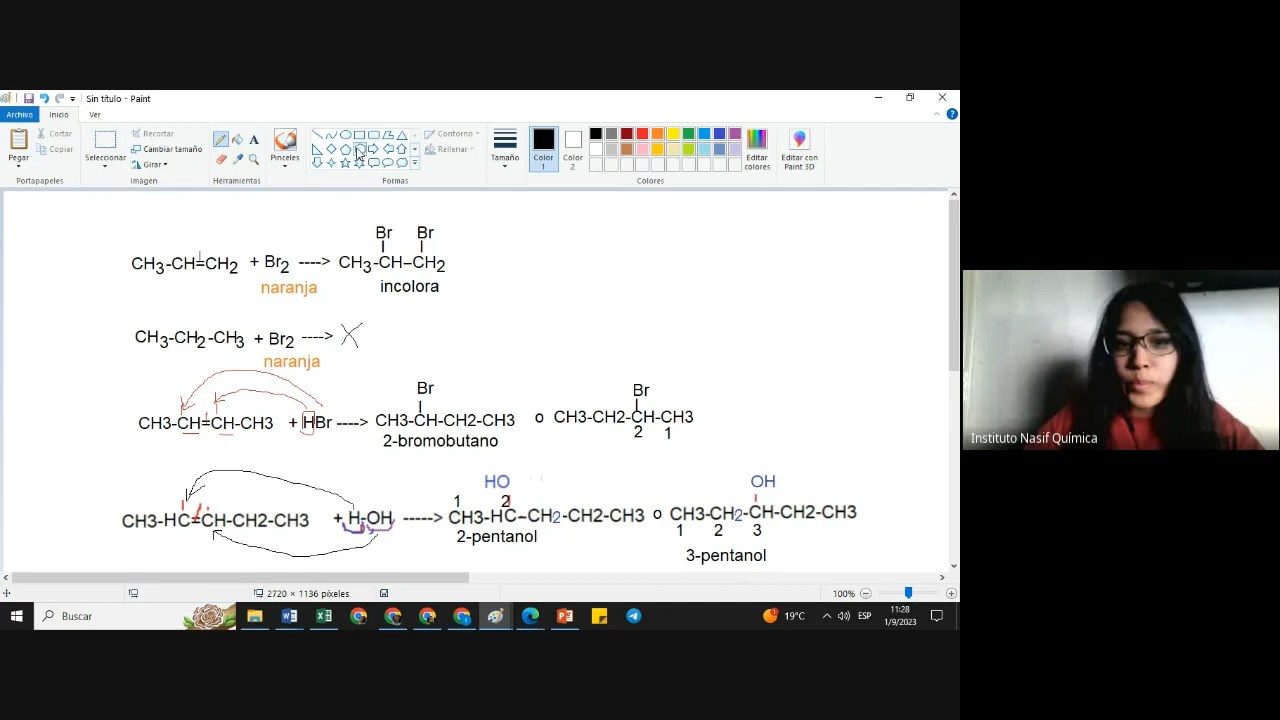 Sin título - Paint
Archivo Inicio Ver
Pegar
Cortar
Copiar
Portapapeles
Seleccionar
Recortar
Cambiar tamaño
Girar
Imagen
A
Herramientas
Pinceles
Contorno
Rellenar
Formas
Tamaño
Color 1
Color 2
Editar colores
Editar con Paint 3D
Colores
Br Br
CH3-CH=CH2 + Br2 ----> CH3-CH-CH2
naranja incolora
CH3-CH2-CH3 + Br2 ----> X
naranja
Br Br
CH3-CH=CH-CH3 + HBr ----> CH3-CH-CH2-CH3 o CH3-CH2-CH-CH3
2-bromobutano 2 1
HO OH
1 2
CH3-HC=CH-CH2-CH3 + H-OH -----> CH3-HC-CH2-CH2-CH3 o CH3-CH2-CH-CH2-CH3
2-pentanol 1 2 3
3-pentanol
2720 × 1136 píxeles 100%
Buscar
19°C ESP 11:28
1/9/2023
Instituto Nasif Química